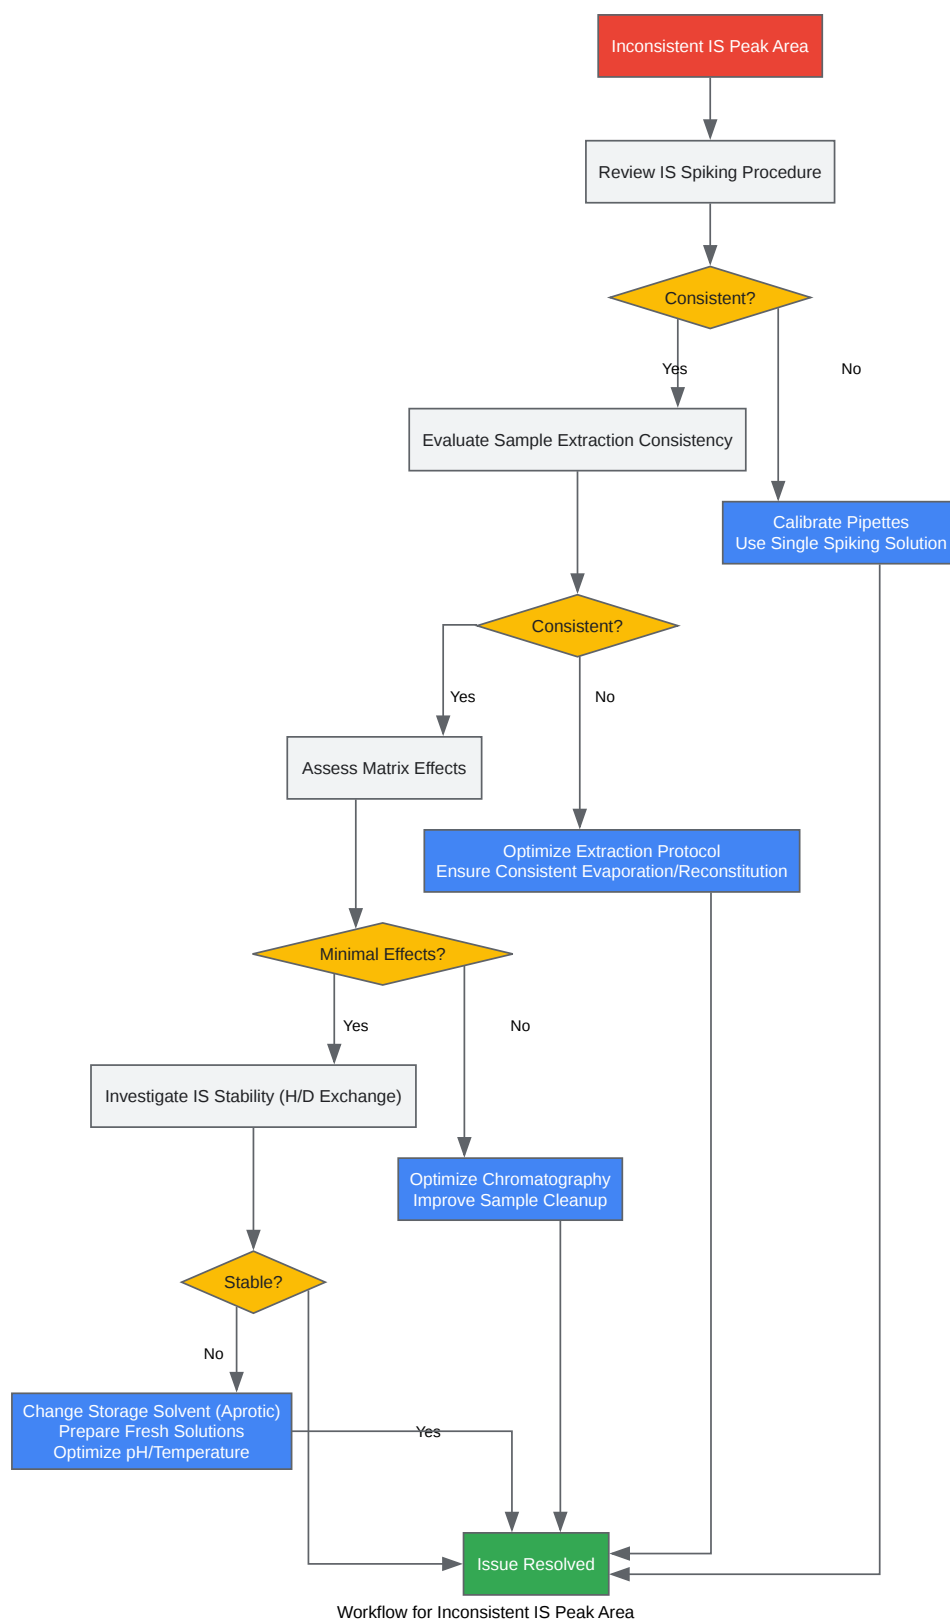 Inconsistent IS Peak Area
Review IS Spiking Procedure
Consistent?
Yes
No
Evaluate Sample Extraction Consistency
Calibrate Pipettes
Use Single Spiking Solution
Consistent?
Yes
No
Assess Matrix Effects
Optimize Extraction Protocol
Ensure Consistent Evaporation/Reconstitution
Minimal Effects?
Yes
No
Investigate IS Stability (H/D Exchange)
Optimize Chromatography
Improve Sample Cleanup
Stable?
No
Change Storage Solvent (Aprotic)
Prepare Fresh Solutions
Optimize pH/Temperature
Yes
Issue Resolved
Workflow for Inconsistent IS Peak Area